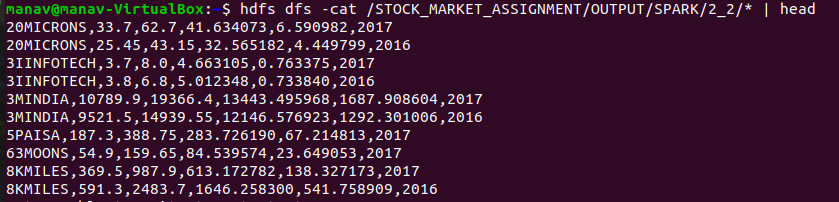 manav@manav-VirtualBox:~$ hdfs dfs -cat /STOCK_MARKET_ASSIGNMENT/OUTPUT/SPARK/2_2/* | head
20MICRONS,33.7,62.7,41.634073,6.590982,2017
20MICRONS,25.45,43.15,32.565182,4.449799,2016
3IINFOTECH,3.7,8.0,4.663105,0.763375,2017
3IINFOTECH,3.8,6.8,5.012348,0.733840,2016
3MINDIA,10789.9,19366.4,13443.495968,1687.908604,2017
3MINDIA,9521.5,14939.55,12146.576923,1292.301006,2016
5PAISA,187.3,388.75,283.726190,67.214813,2017
63MOONS,54.9,159.65,84.539574,23.649053,2017
8KMILES,369.5,987.9,613.172782,138.327173,2017
8KMILES,591.3,2483.7,1646.258300,541.758909,2016